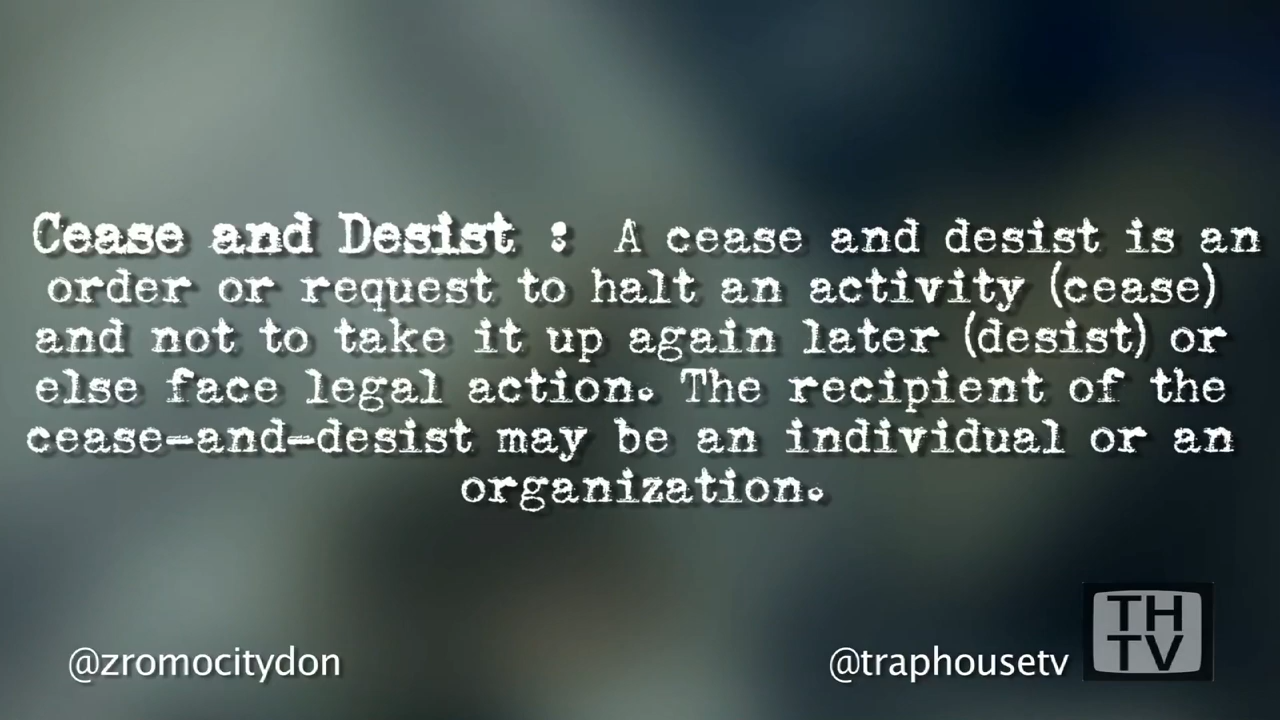 Cease and Desist : A cease and desist is an
order or request to halt an activity (cease)
and not to take it up again later (desist) or
else face legal action. The recipient of the
cease-and-desist may be an individual or an
organization.
@zromocitydon
@traphousetv
TH
TV